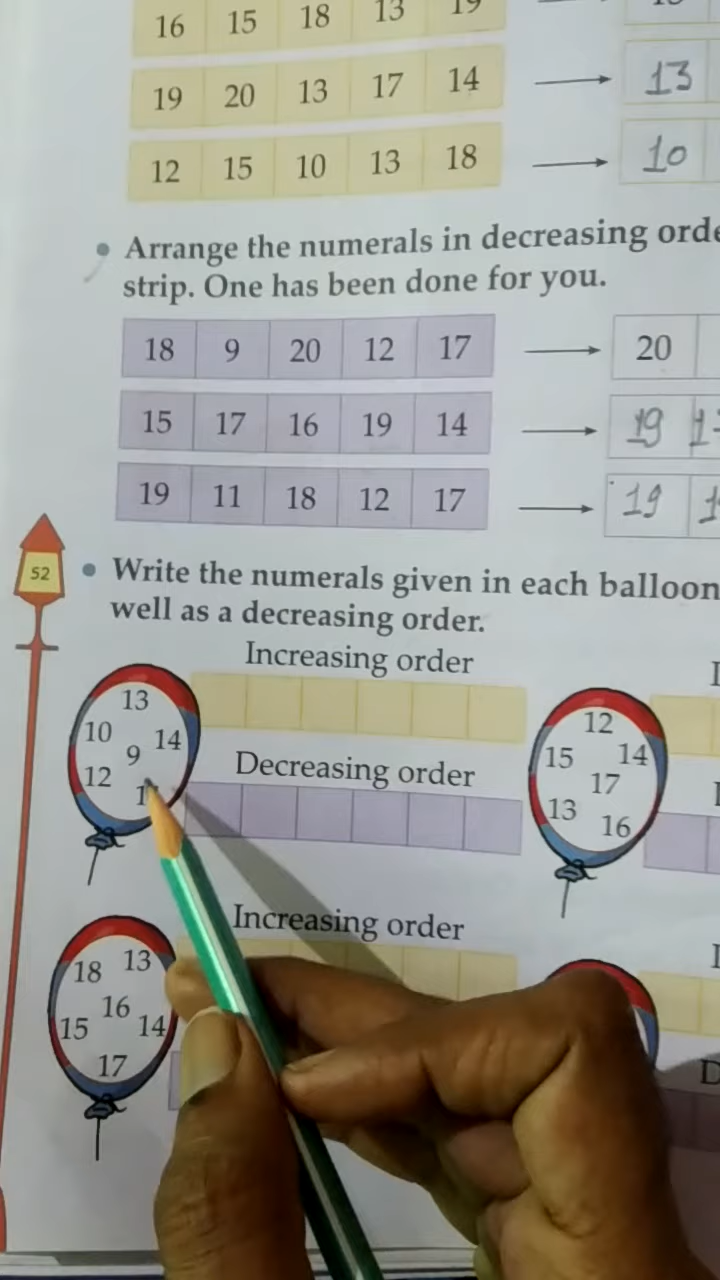 16 15 18 13 19
19 20 13 17 14 13
12 15 10 13 18 10
Arrange the numerals in decreasing
strip. One has been done for you.
18 9 20 12 17 20
15 17 16 19 14 19
19 11 18 12 17 19
52
Write the numerals given in each balloon
well as a decreasing order.
Increasing order
13
10 14
9
12
Decreasing order
12
15 14
17
13 16
Increasing order
18 13
16
15 14
17